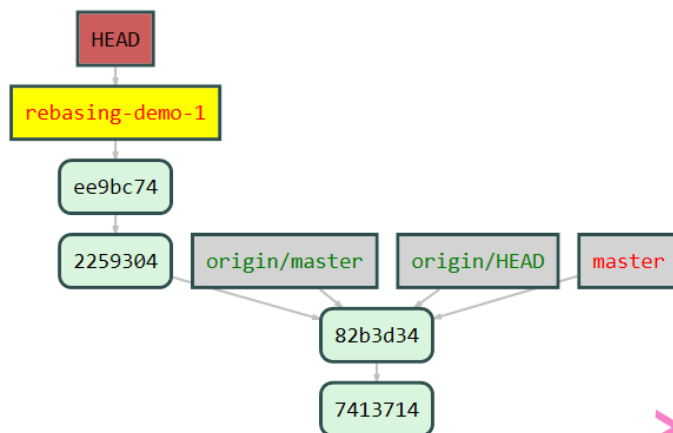 HEAD
rebasing-demo-1
ee9bc74
2259304
origin/master
origin/HEAD
master
82b3d34
7413714